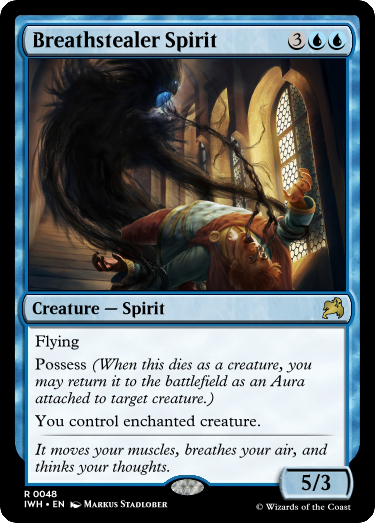 Breathstealer Spirit 3
Creature — Spirit
Flying
Possess (When this dies as a creature, you
may return it to the battlefield as an Aura
attached to target creature.)
You control enchanted creature.
It moves your muscles, breathes your air, and
thinks your thoughts.
5/3
R 0048
IWH • EN Markus Stadlober
© Wizards of the Coast